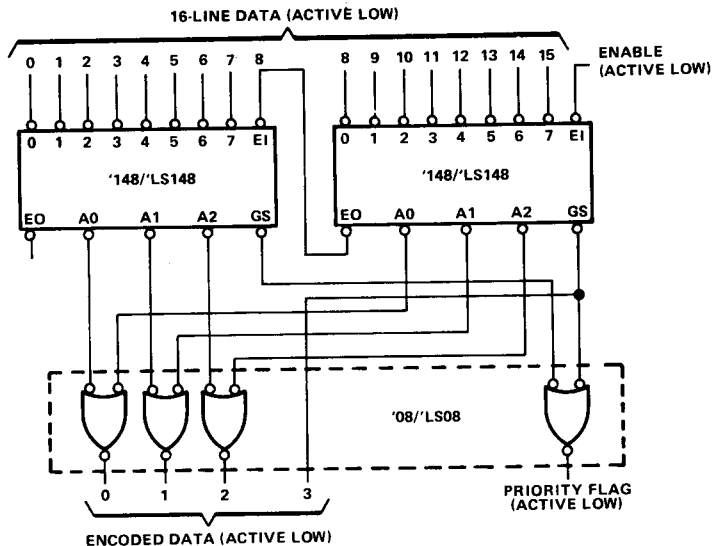 16-LINE DATA (ACTIVE LOW)
0 1 2 3 4 5 6 7 8
8 9 10 11 12 13 14 15
ENABLE
(ACTIVE LOW)
0 1 2 3 4 5 6 7 EI
0 1 2 3 4 5 6 7 EI
'148/'LS148
'148/'LS148
EO A0 A1 A2 GS
EO A0 A1 A2 GS
'08/'LS08
0 1 2 3
PRIORITY FLAG
(ACTIVE LOW)
ENCODED DATA (ACTIVE LOW)